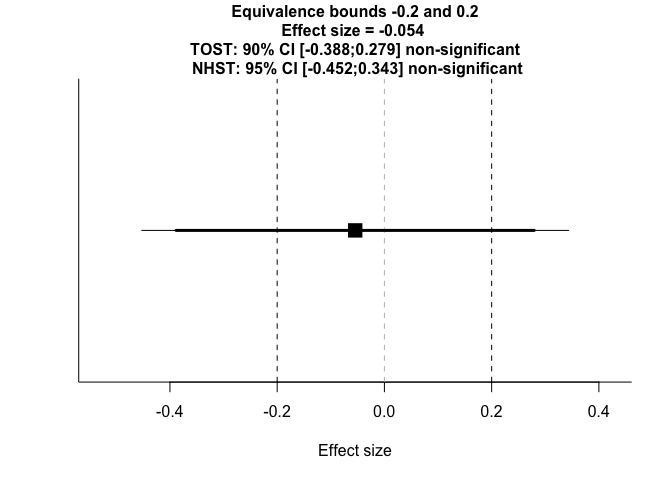 Equivalence bounds -0.2 and 0.2
Effect size = -0.054
TOST: 90% CI [-0.388;0.279] non-significant
NHST: 95% CI [-0.452;0.343] non-significant
-0.4 -0.2 0.0 0.2 0.4
Effect size